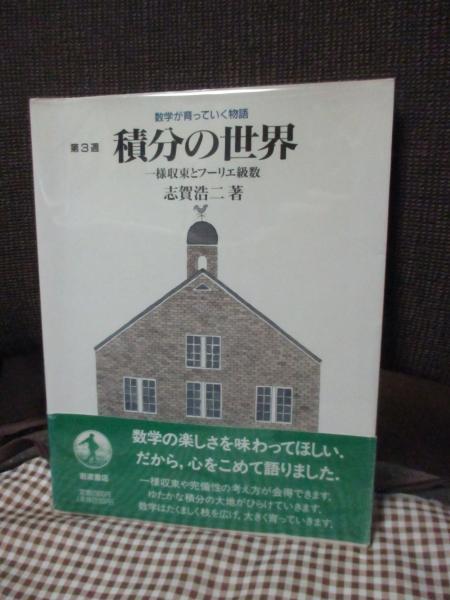 数学が育っていく物語
第3週
積分の世界
一様収束とフーリエ級数
志賀浩二 著
数学の楽しさを味わってほしい.
だから,心をこめて語りました.
岩波書店
一様収束や完備性の考え方が会得できます.
ゆたかな積分の大地がひらけていきます.
数学はたくましく枝を広げ,大きく育っていきます.